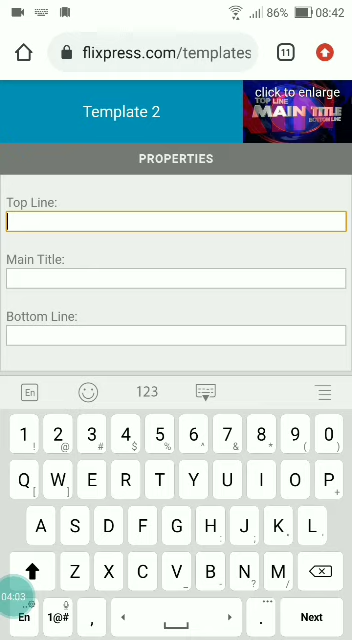 86% 08:42
flixpress.com/templates
11
Template 2
click to enlarge
TOP LINE
MAIN TITLE
BOTTOM LINE
PROPERTIES
Top Line:
Main Title:
Bottom Line:
En 123
1 2 3 4 5 6 7 8 9 0
! @ # $ % ^ & * ( )
Q W E R T Y U I O P
[ ] +
A S D F G H J K L
: ; ' .
Z X C V B N M
_ - ? /
04:03
En 1@# , . Next